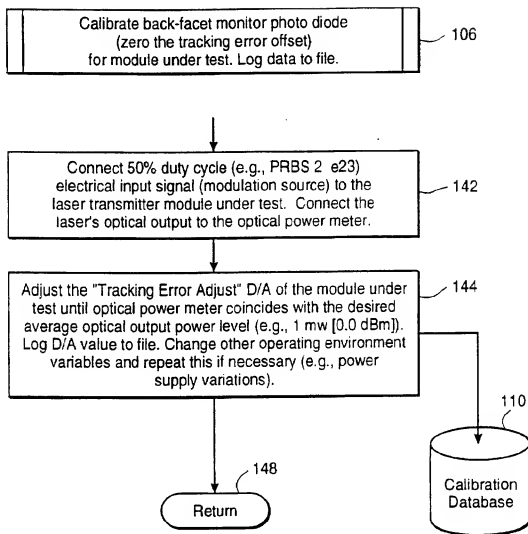 Calibrate back-facet monitor photo diode
(zero the tracking error offset)
for module under test. Log data to file.
106
Connect 50% duty cycle (e.g., PRBS 2 e23)
electrical input signal (modulation source) to the
laser transmitter module under test. Connect the
laser's optical output to the optical power meter.
142
Adjust the "Tracking Error Adjust" D/A of the module under
test until optical power meter coincides with the desired
average optical output power level (e.g., 1 mw [0.0 dBm]).
Log D/A value to file. Change other operating environment
variables and repeat this if necessary (e.g., power
supply variations).
144
110
Calibration
Database
148
Return